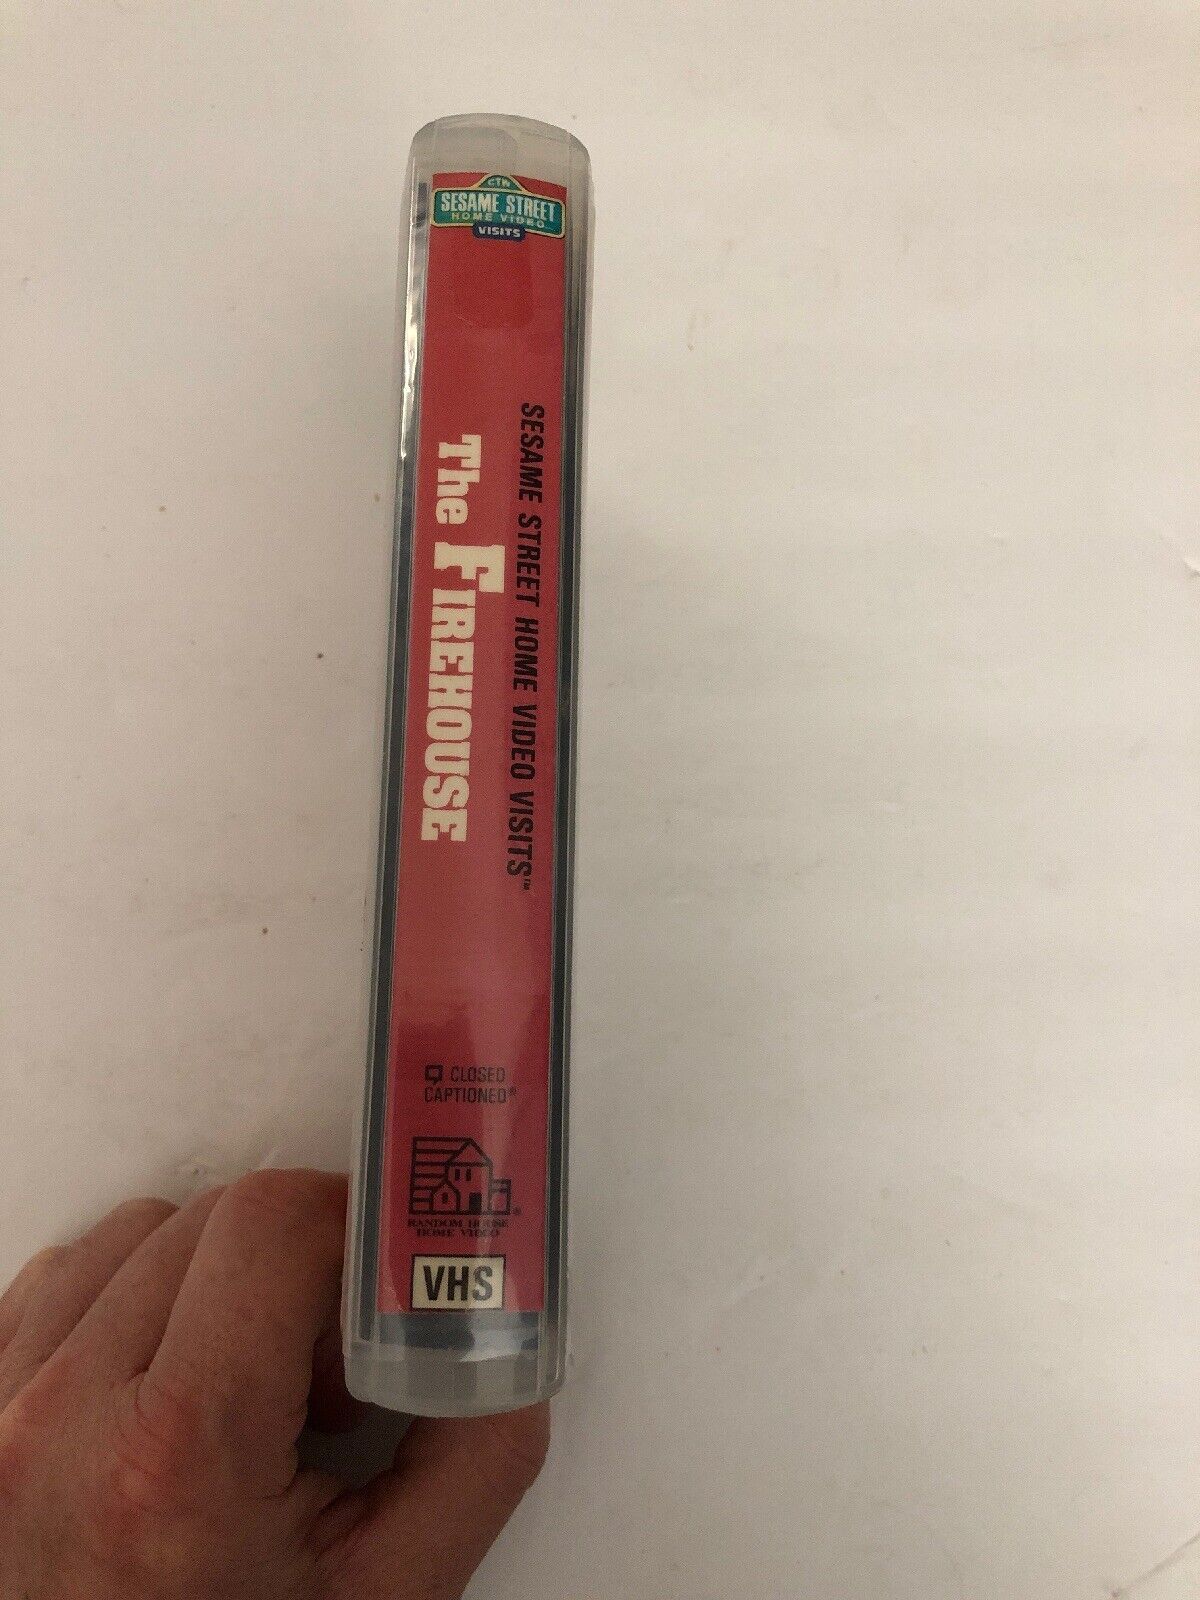 CTW
SESAME STREET
HOME VIDEO
VISITS
SESAME STREET HOME VIDEO VISITS™
The FIREHOUSE
CLOSED
CAPTIONED®
®
RANDOM HOUSE
HOME VIDEO
VHS